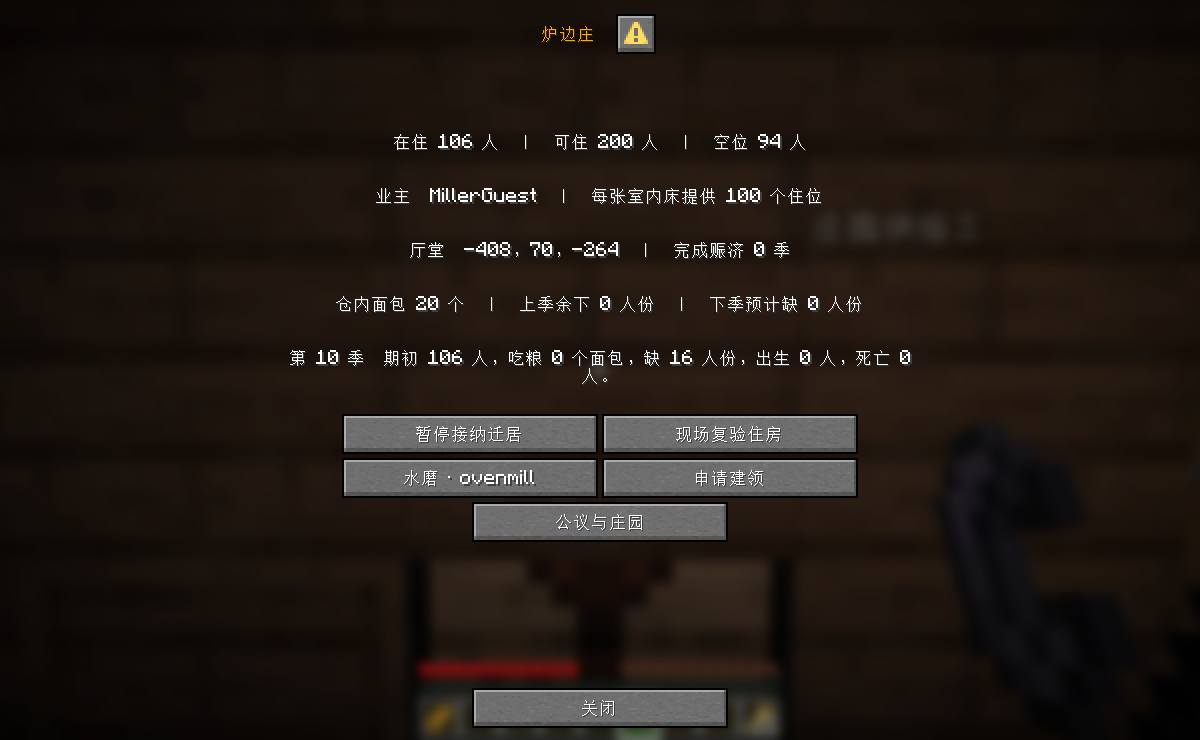 炉边庄
在住 106 人 | 可住 200 人 | 空位 94 人
业主 MillerGuest | 每张室内床提供 100 个住位
厅堂 -408, 70, -264 | 完成赈济 0 季
仓内面包 20 个 | 上季余下 0 人份 | 下季预计缺 0 人份
第 10 季 期初 106 人, 吃粮 0 个面包, 缺 16 人份, 出生 0 人, 死亡 0
人。
暂停接纳迁居
现场复验住房
水磨 · ovenmill
申请建领
公议与庄园
关闭